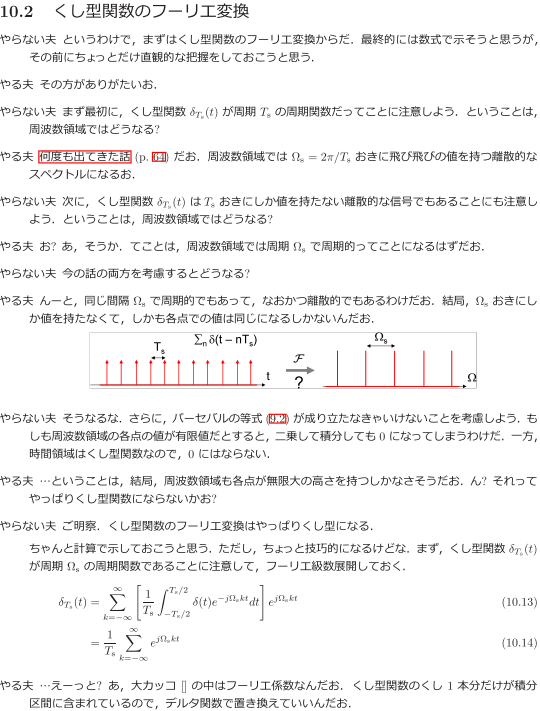 10.2 くし型関数のフーリエ変換
やらない夫 というわけで，まずはくし型関数のフーリエ変換からだ．最終的には数式で示そうと思うが，
その前にちょっとだけ直観的な把握をしておこうと思う．
やる夫 その方がありがたいお．
やらない夫 まず最初に，くし型関数 δ_{T_s}(t) が周期 T_s の周期関数だってことに注意しよう．ということは，
周波数領域ではどうなる?
やる夫 何度も出てきた話 (p. 64) だお．周波数領域では Ω_s = 2π/T_s おきに飛び飛びの値を持つ離散的な
スペクトルになるお．
やらない夫 次に，くし型関数 δ_{T_s}(t) は T_s おきにしか値を持たない離散的な信号でもあることにも注意し
よう．ということは，周波数領域ではどうなる?
やる夫 お? あ，そうか．てことは，周波数領域では周期 Ω_s で周期的ってことになるはずだお．
やらない夫 今の話の両方を考慮するとどうなる?
やる夫 んーと，同じ間隔 Ω_s で周期的でもあって，なおかつ離散的でもあるわけだお．結局，Ω_s おきにし
か値を持たなくて，しかも各点での値は同じになるしかないんだお．
T_s Σ_n δ(t − nT_s) t
F ?
Ω_s Ω
やらない夫 そうなるな．さらに，パーセバルの等式 (9.2) が成り立たなきゃいけないことを考慮しよう．も
しも周波数領域の各点の値が有限値だとすると，二乗して積分しても 0 になってしまうわけだ．一方，
時間領域はくし型関数なので，0 にはならない．
やる夫 …ということは，結局，周波数領域も各点が無限大の高さを持つしかなさそうだお．ん? それって
やっぱりくし型関数にならないかお?
やらない夫 ご明察．くし型関数のフーリエ変換はやっぱりくし型になる．
ちゃんと計算で示しておこうと思う．ただし，ちょっと技巧的になるけどな．まず，くし型関数 δ_{T_s}(t)
が周期 Ω_s の周期関数であることに注意して，フーリエ級数展開しておく．
δ_{T_s}(t) = ∑_{k=−∞}^{∞} [ 1/T_s ∫_{−T_s/2}^{T_s/2} δ(t)e^{−jΩ_s kt}dt ] e^{jΩ_s kt} (10.13)
= 1/T_s ∑_{k=−∞}^{∞} e^{jΩ_s kt} (10.14)
やる夫 …えーっと? あ，大カッコ [] の中はフーリエ係数なんだお．くし型関数のくし 1 本分だけが積分
区間に含まれているので，デルタ関数で置き換えていいんだお．